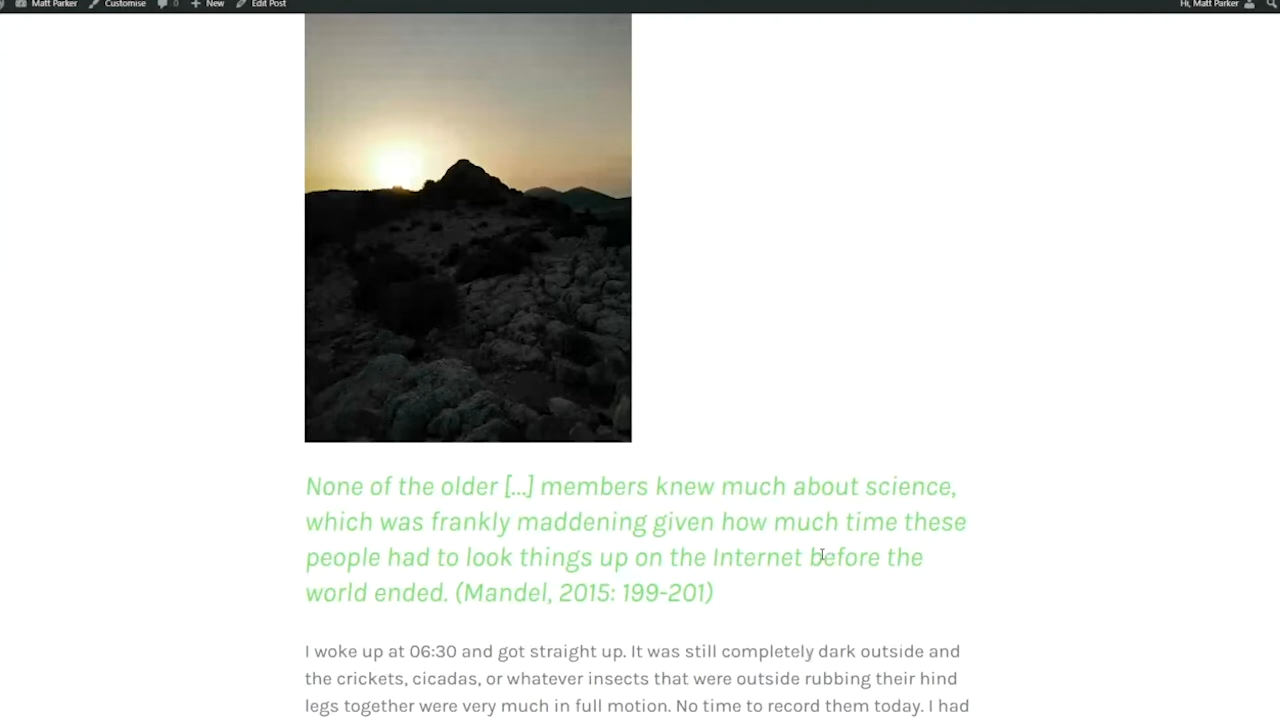 Matt Parker Customise 0 New Edit Post Hi, Matt Parker
None of the older [...] members knew much about science,
which was frankly maddening given how much time these
people had to look things up on the Internet before the
world ended. (Mandel, 2015: 199-201)
I woke up at 06:30 and got straight up. It was still completely dark outside and
the crickets, cicadas, or whatever insects that were outside rubbing their hind
legs together were very much in full motion. No time to record them today. I had